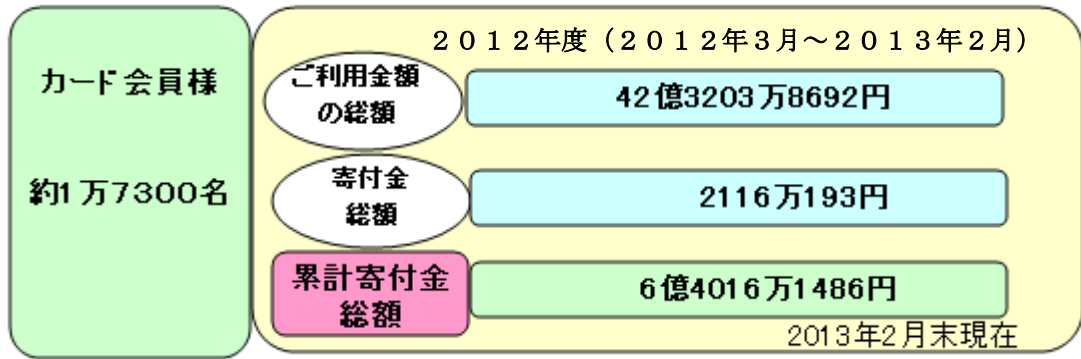 カード会員様
約1万7300名
2012年度(2012年3月~2013年2月)
ご利用金額
の総額
42億3203万8692円
寄付金
総額
2116万193円
累計寄付金
総額
6億4016万1486円
2013年2月末現在